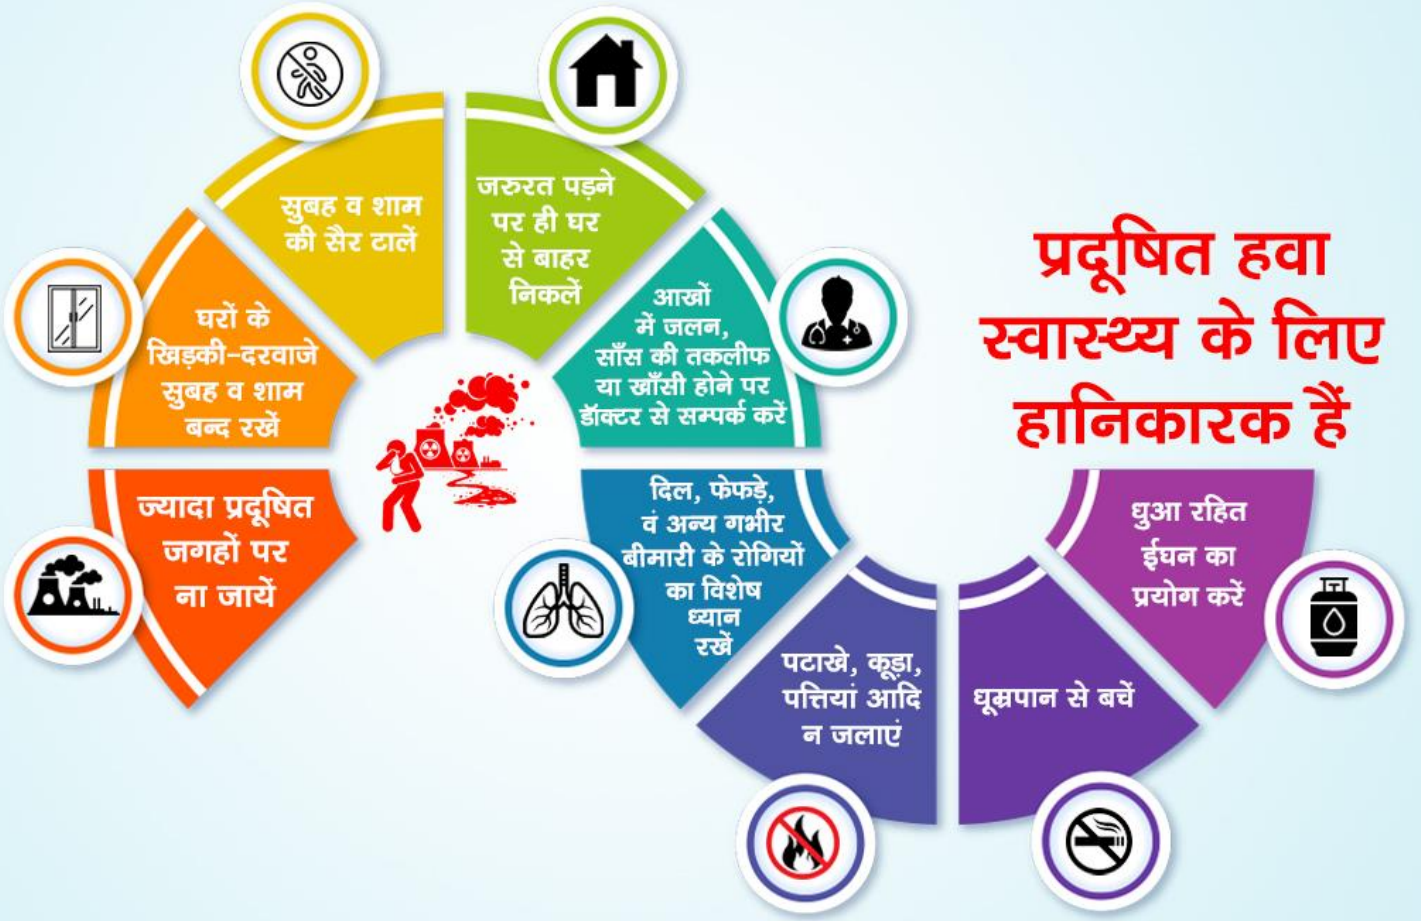 प्रदूषित हवा
स्वास्थ्य के लिए
हानिकारक हैं
ज्यादा प्रदूषित
जगहों पर
ना जायें
घरों के
खिड़की-दरवाजे
सुबह व शाम
बन्द रखें
सुबह व शाम
की सैर टालें
जरुरत पड़ने
पर ही घर
से बाहर
निकलें
आखों
में जलन,
साँस की तकलीफ
या खाँसी होने पर
डॅाक्टर से सम्पर्क करें
दिल, फेफड़े,
वं अन्य गभीर
बीमारी के रोगियों
का विशेष
ध्यान
रखें
पटाखे, कूड़ा,
पत्तियां आदि
न जलाएं
धूम्रपान से बचें
धुआ रहित
ईघन का
प्रयोग करें